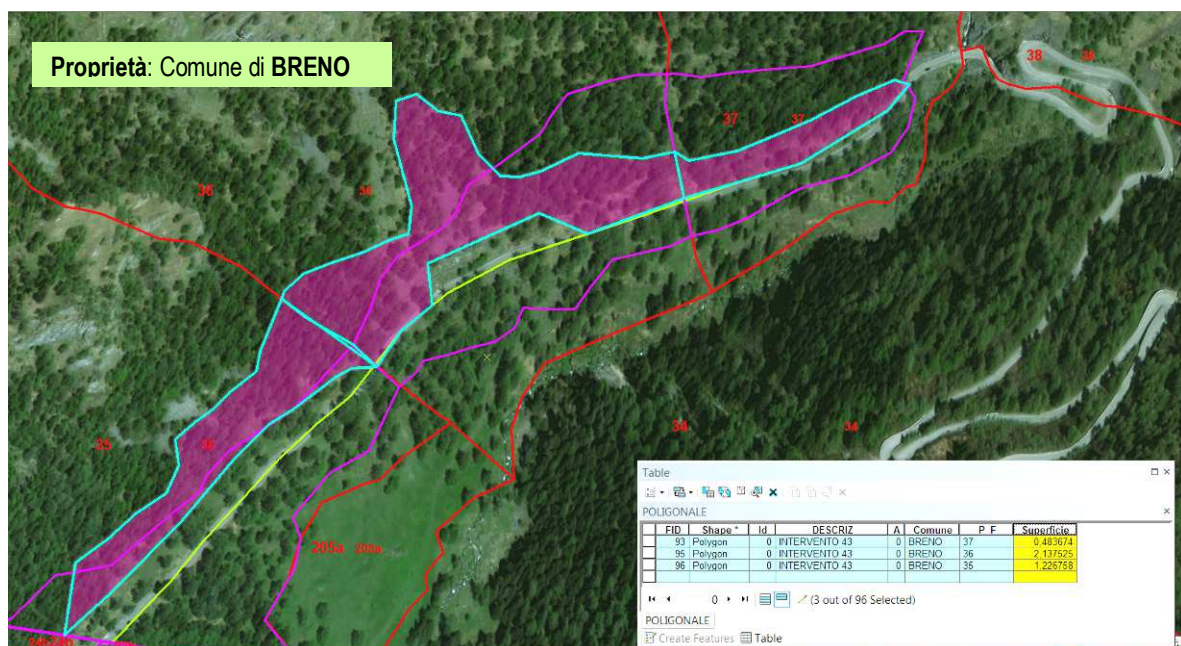 Proprietà: Comune di BRENO
38
37
37
36
36
35
34
34
205a
Table
POLIGONALE
FID Shape * Id DESCRIZ A Comune P_F Superficie
93 Polygon 0 INTERVENTO 43 0 BRENO 37 0,483674
95 Polygon 0 INTERVENTO 43 0 BRENO 36 2,137525
96 Polygon 0 INTERVENTO 43 0 BRENO 35 1,226758
0 (3 out of 96 Selected)
POLIGONALE
Create Features Table